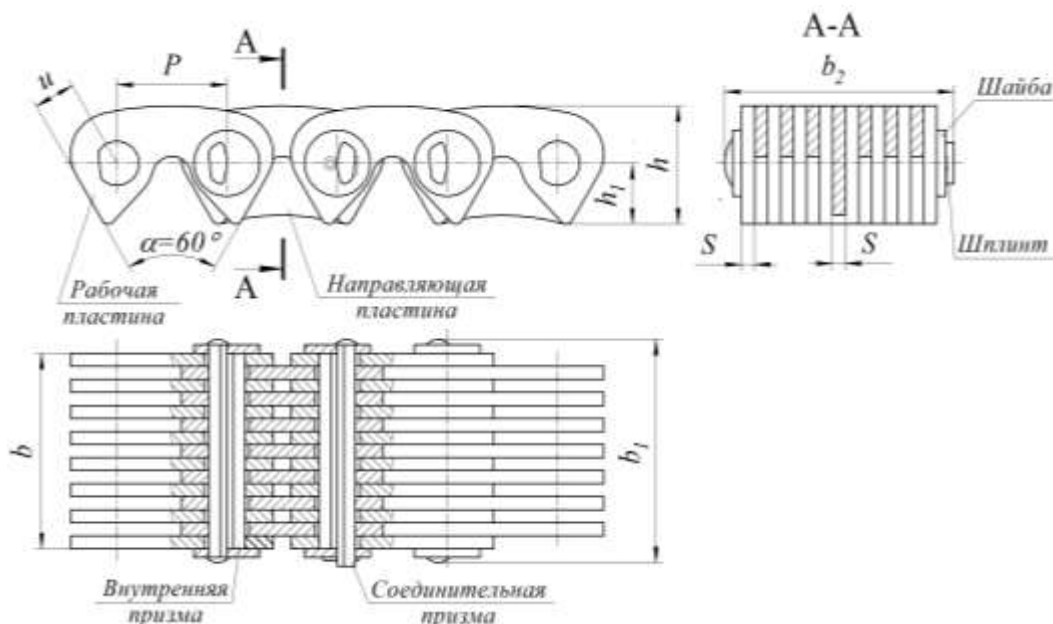 A
A-A
P
b₂
u
Шайба
h
h₁
α=60°
S
S
Шплинт
A
Рабочая
пластина
Направляющая
пластина
b
b₁
Внутренняя
призма
Соединительная
призма